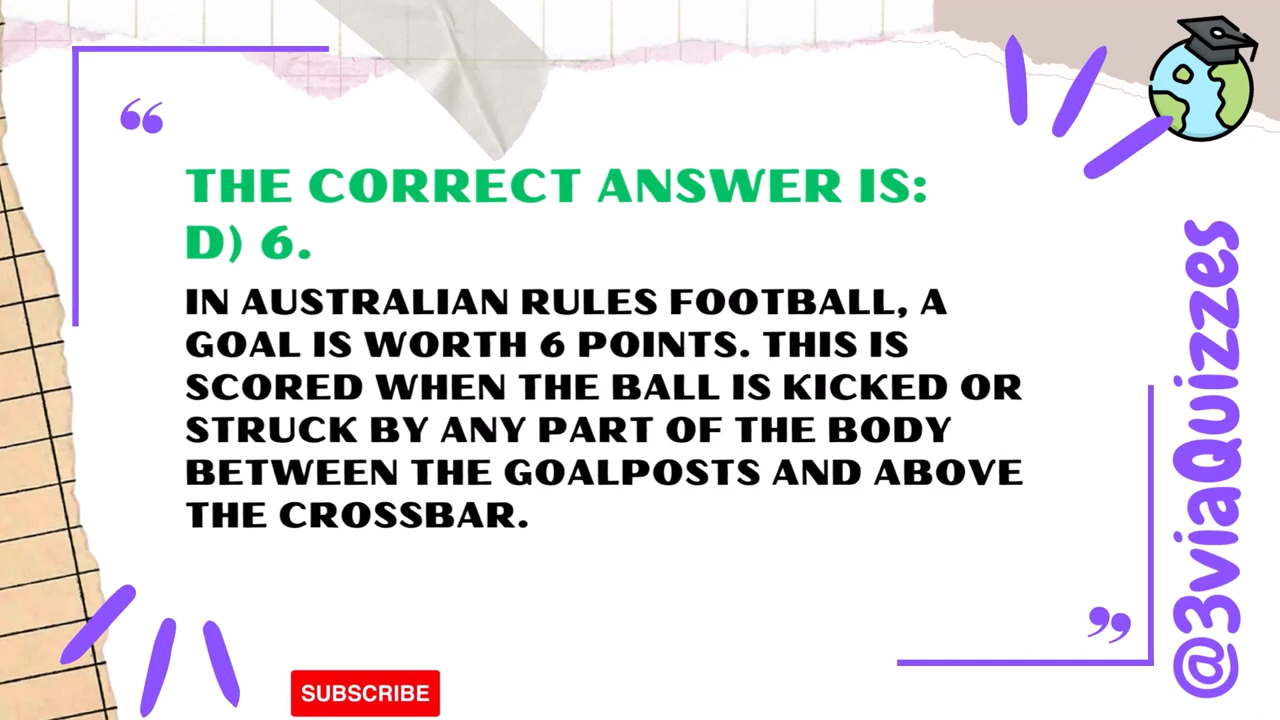 “
THE CORRECT ANSWER IS:
D) 6.
IN AUSTRALIAN RULES FOOTBALL, A
GOAL IS WORTH 6 POINTS. THIS IS
SCORED WHEN THE BALL IS KICKED OR
STRUCK BY ANY PART OF THE BODY
BETWEEN THE GOALPOSTS AND ABOVE
THE CROSSBAR.
”
@3viaQuizzes
SUBSCRIBE